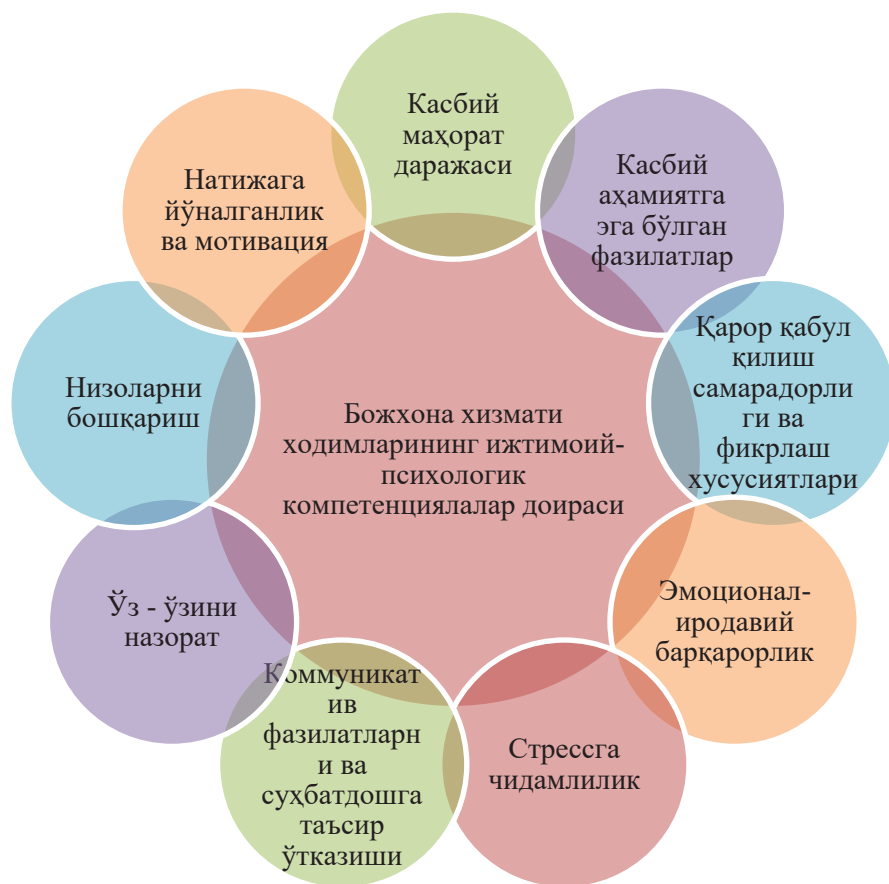 Касбий
маҳорат
даражаси
Касбий
аҳамиятга
эга бўлган
фазилатлар
Қарор қабул
қилиш
самарадорли
ги ва
фикрлаш
хусусиятлари
Эмоционал-
иродавий
барқарорлик
Стрессга
чидамлилик
Коммуникат
ив
фазилатларн
и ва
суҳбатдошга
таъсир
ўтказиши
Ўз - ўзини
назорат
Низоларни
бошқариш
Натижага
йўналганлик
ва мотивация
Божхона хизмати
ходимларининг ижтимоий-
психологик
компетенциялалар доираси